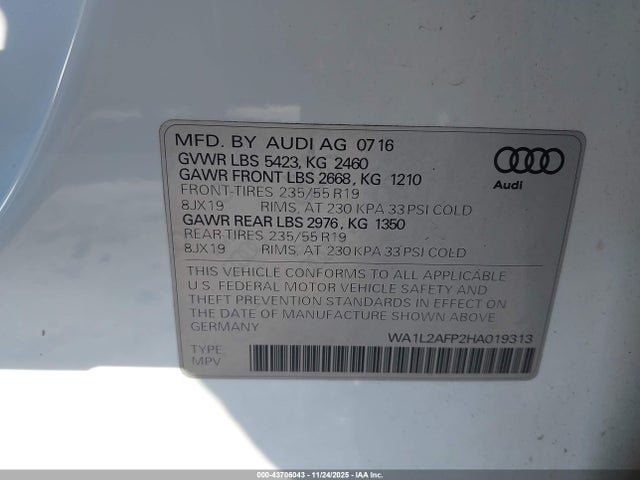 MFD. BY AUDI AG 07 16
GVWR LBS 5423, KG 2460
GAWR FRONT LBS 2668, KG 1210
FRONT-TIRES 235/55 R19
8JX19 RIMS, AT 230 KPA 33 PSI COLD
GAWR REAR LBS 2976, KG 1350
REAR-TIRES 235/55 R19
8JX19 RIMS, AT 230 KPA 33 PSI COLD
Audi
THIS VEHICLE CONFORMS TO ALL APPLICABLE
U.S. FEDERAL MOTOR VEHICLE SAFETY AND
THEFT PREVENTION STANDARDS IN EFFECT ON
THE DATE OF MANUFACTURE SHOWN ABOVE.
GERMANY
WA1L2AFP2HA019313
TYPE
MPV
000-43706043 - 11/24/2025 - IAA Inc.